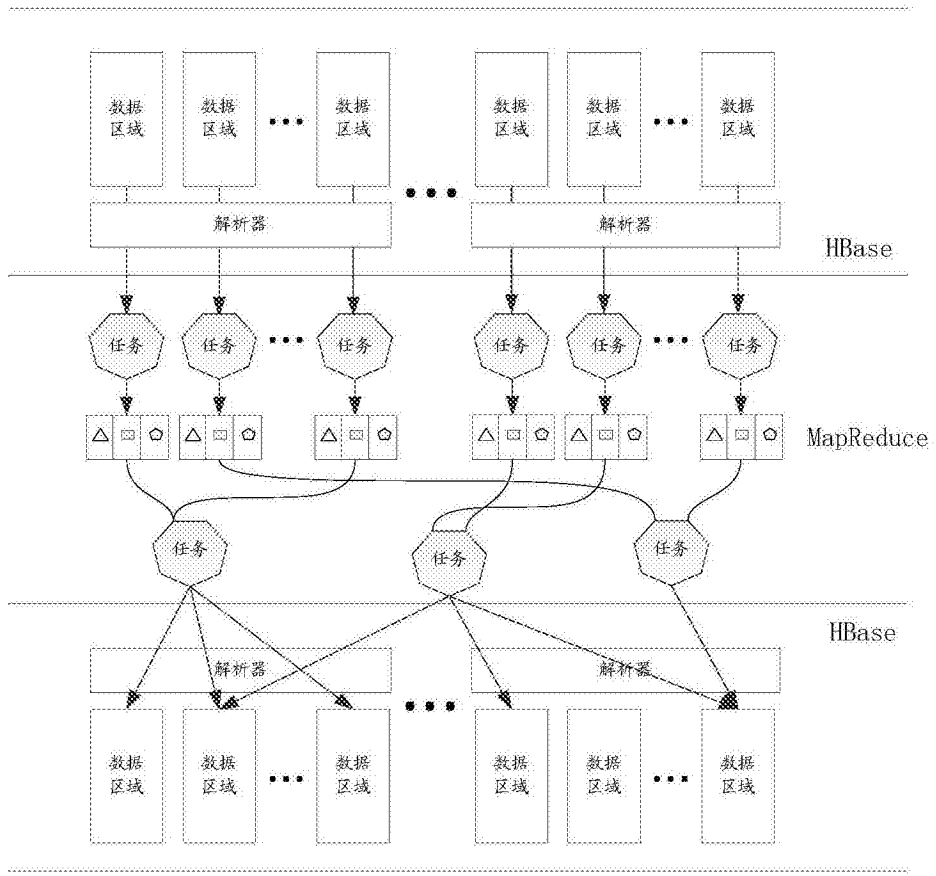 数据 数据 数据 数据 数据 数据
区域 区域 区域 区域 区域 区域
解析器 解析器
HBase
任务 任务 任务 任务 任务 任务
MapReduce
任务 任务 任务
HBase
解析器 解析器
数据 数据 数据 数据 数据 数据
区域 区域 区域 区域 区域 区域